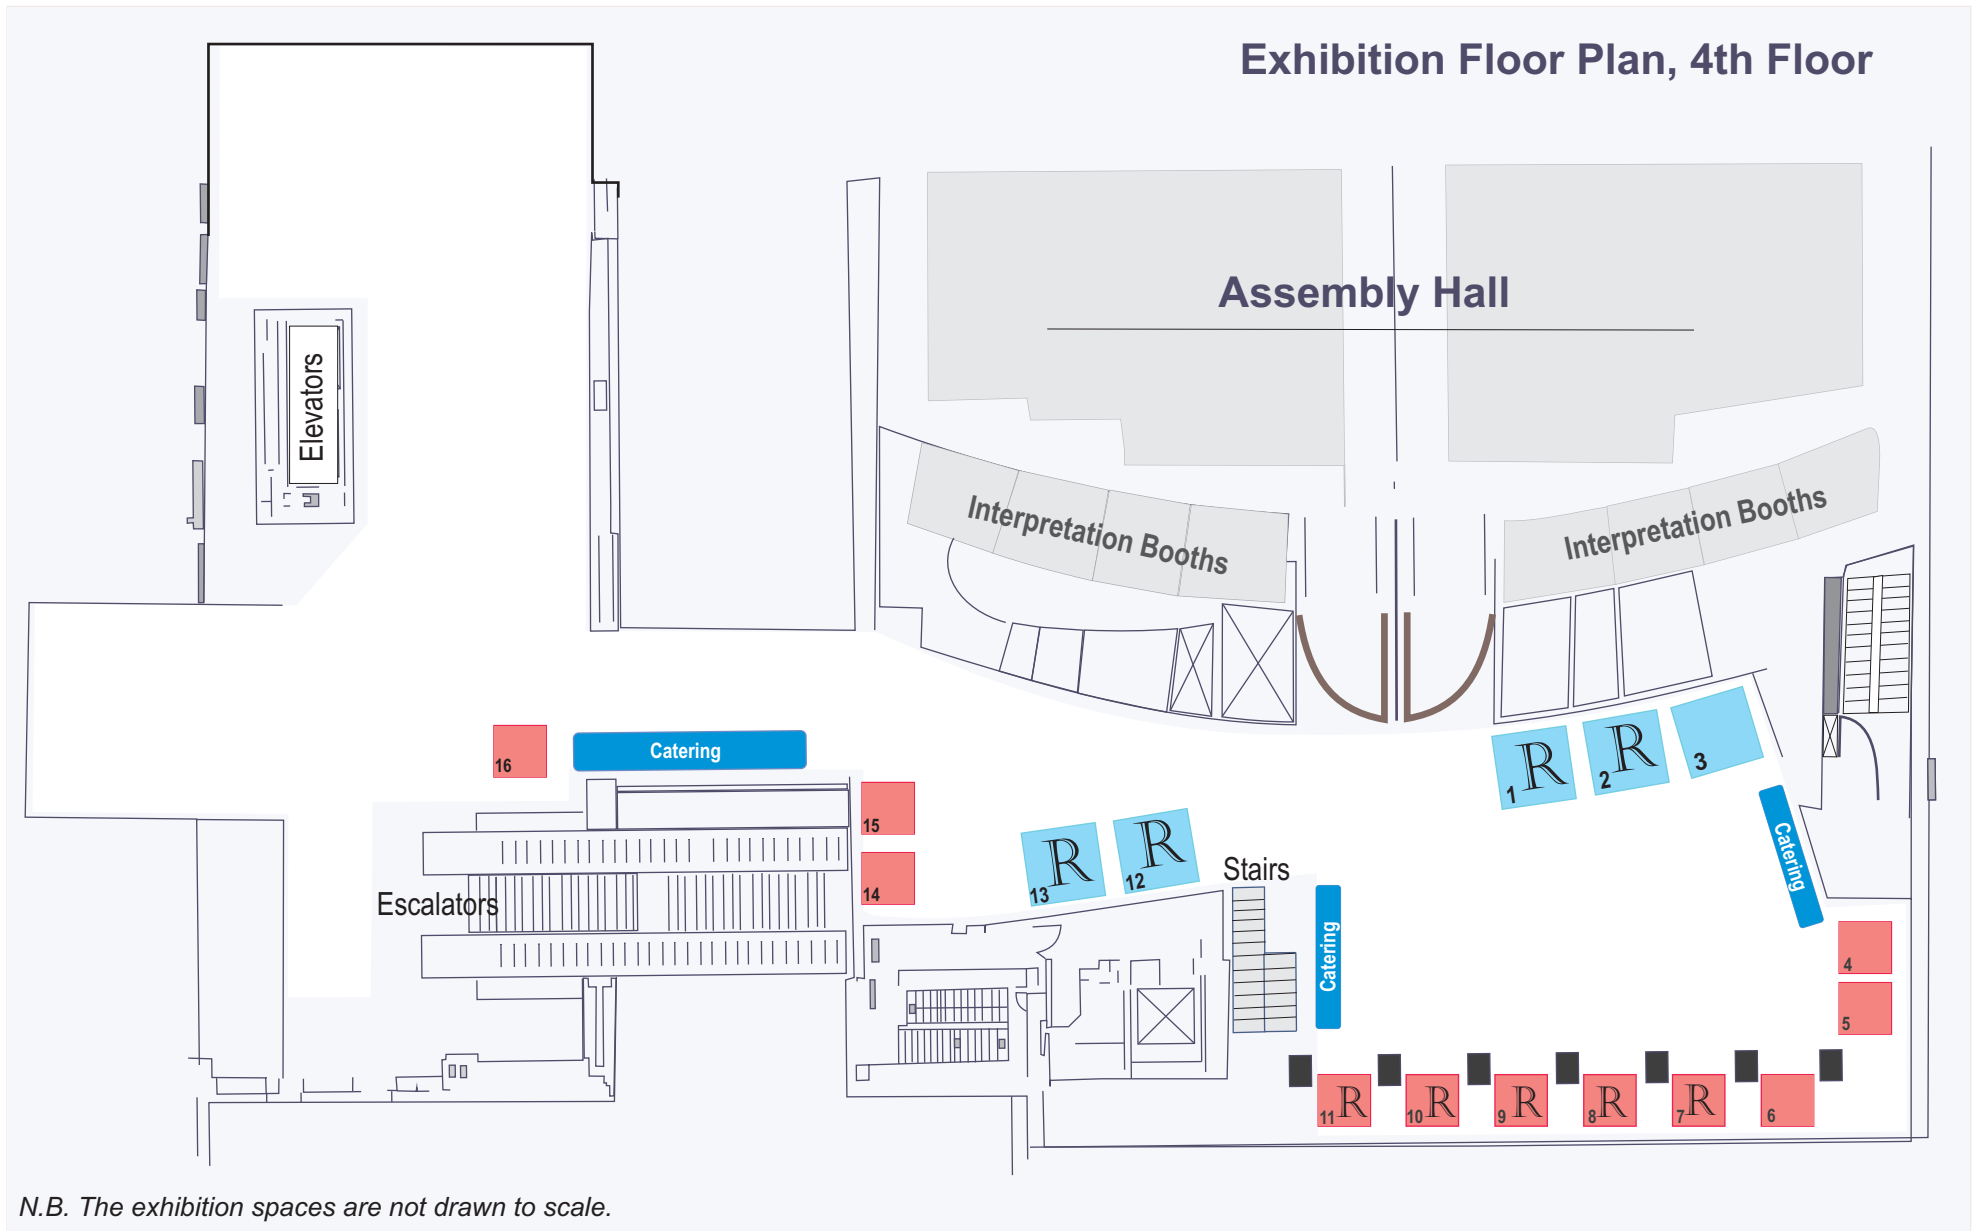 Exhibition Floor Plan, 4th Floor
Assembly Hall
Elevators
Interpretation Booths
Interpretation Booths
16
Catering
15
14
Escalators
R
13
R
12
Stairs
R
1
R
2
3
Catering
Catering
4
5
11 R
10 R
9 R
8 R
7 R
6
N.B. The exhibition spaces are not drawn to scale.